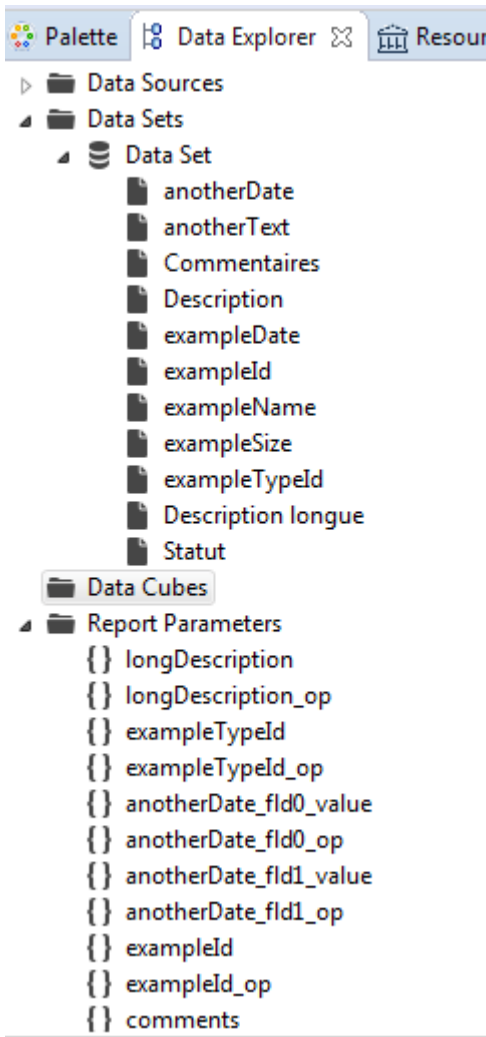 Palette Data Explorer Resour
Data Sources
Data Sets
Data Set
anotherDate
anotherText
Commentaires
Description
exampleDate
exampleId
exampleName
exampleSize
exampleTypeId
Description longue
Statut
Data Cubes
Report Parameters
{} longDescription
{} longDescription_op
{} exampleTypeId
{} exampleTypeId_op
{} anotherDate_fld0_value
{} anotherDate_fld0_op
{} anotherDate_fld1_value
{} anotherDate_fld1_op
{} exampleId
{} exampleId_op
{} comments